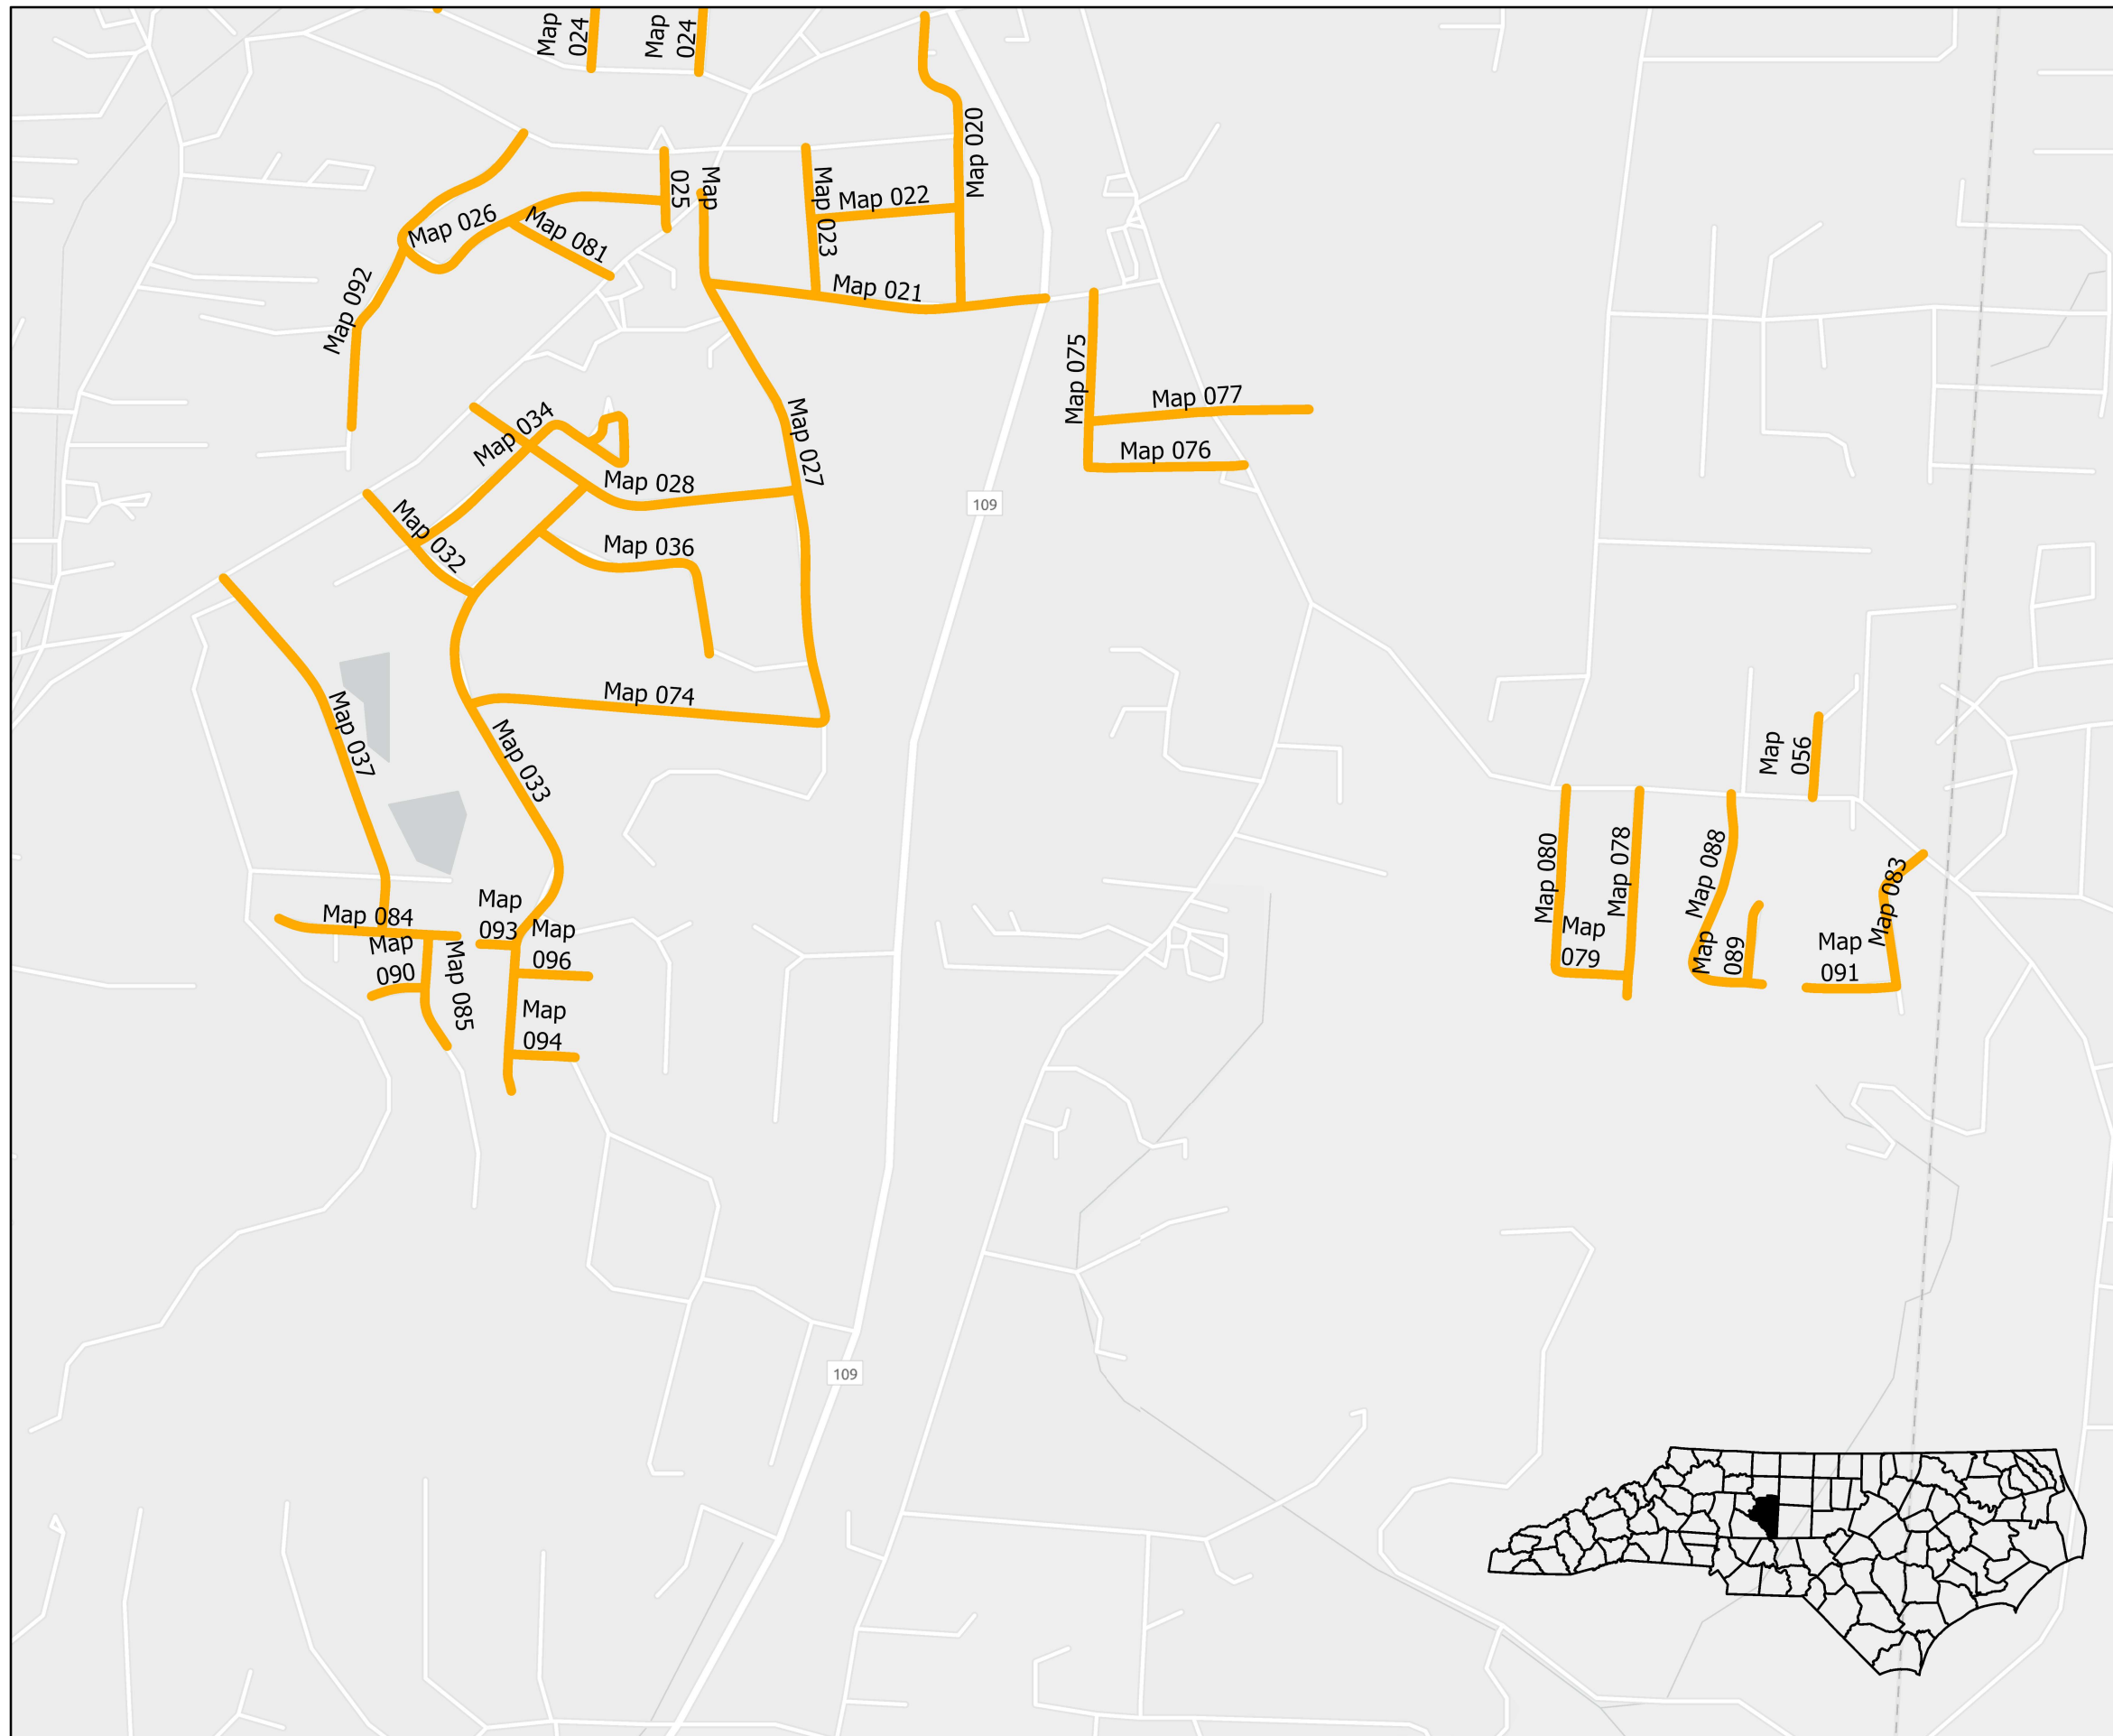 Map
024
Map
024
Map 020
Map
025
Map 023
Map 022
Map 026
Map 081
Map 092
Map 021
Map 075
Map 077
Map 076
Map 034
Map 027
Map 028
109
Map 032
Map 036
Map 074
Map 037
Map 033
Map
056
Map 080
Map 078
Map 088
Map 083
Map 084
Map
093
Map
096
Map
090
Map 085
Map
079
Map
089
Map
091
Map
094
109